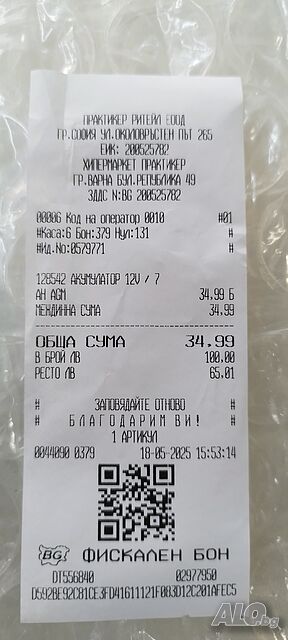 ПРАКТИКЕР РИТЕЙЛ ЕООД
ГР.СОФИЯ УЛ.ОКОЛОВРЪСТЕН ПЪТ 265
ЕИК: 200525782
ХИПЕРМАРКЕТ ПРАКТИКЕР
ГР.ВАРНА БУЛ.РЕПУБЛИКА 49
ЗДДС N:BG 200525782
00006 Код на оператор 0010 #01
#Каса:6 Бон:379 Нул:131 #
#Ид.No:0579771 #
128542 АКУМУЛАТОР 12V / 7
AH AGM 34.99 Б
МЕЖДИННА СУМА 34.99
ОБЩА СУМА 34.99
В БРОЙ ЛВ 100.00
РЕСТО ЛВ 65.01
# ЗАПОВЯДАЙТЕ ОТНОВО #
# БЛАГОДАРИМ ВИ! #
1 АРТИКУЛ
0044090 0379 18-05-2025 15:53:14
BG ФИСКАЛЕН БОН
DT556840 02977950
D5928E92C81CE3FD41611121F083D12C201AFEC5
ALO.bg